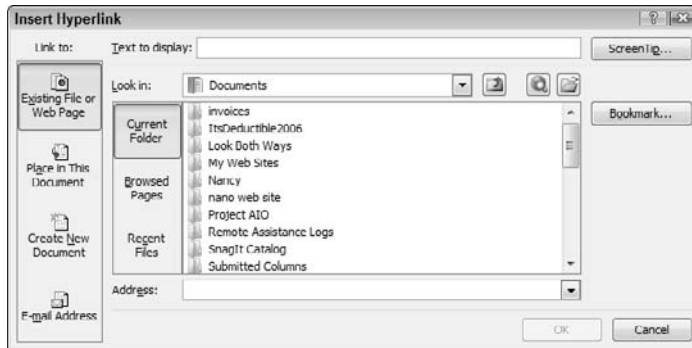 Insert Hyperlink
Link to:
Text to display:
ScreenTip...
Existing File or
Web Page
Look in:
Documents
Bookmark...
Current
Folder
invoices
ItsDeductible2006
Look Both Ways
My Web Sites
Nancy
nano web site
Project AIO
Remote Assistance Logs
SnagIt Catalog
Submitted Columns
Place in This
Document
Browsed
Pages
Create New
Document
Recent
Files
E-mail Address
Address:
OK
Cancel